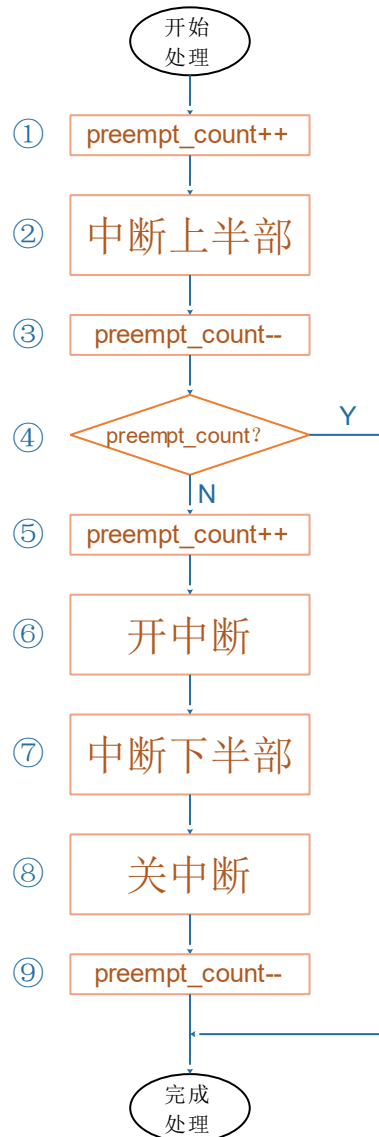 开始
处理
① preempt_count++
② 中断上半部
③ preempt_count--
④ preempt_count?
Y
N
⑤ preempt_count++
⑥ 开中断
⑦ 中断下半部
⑧ 关中断
⑨ preempt_count--
完成
处理